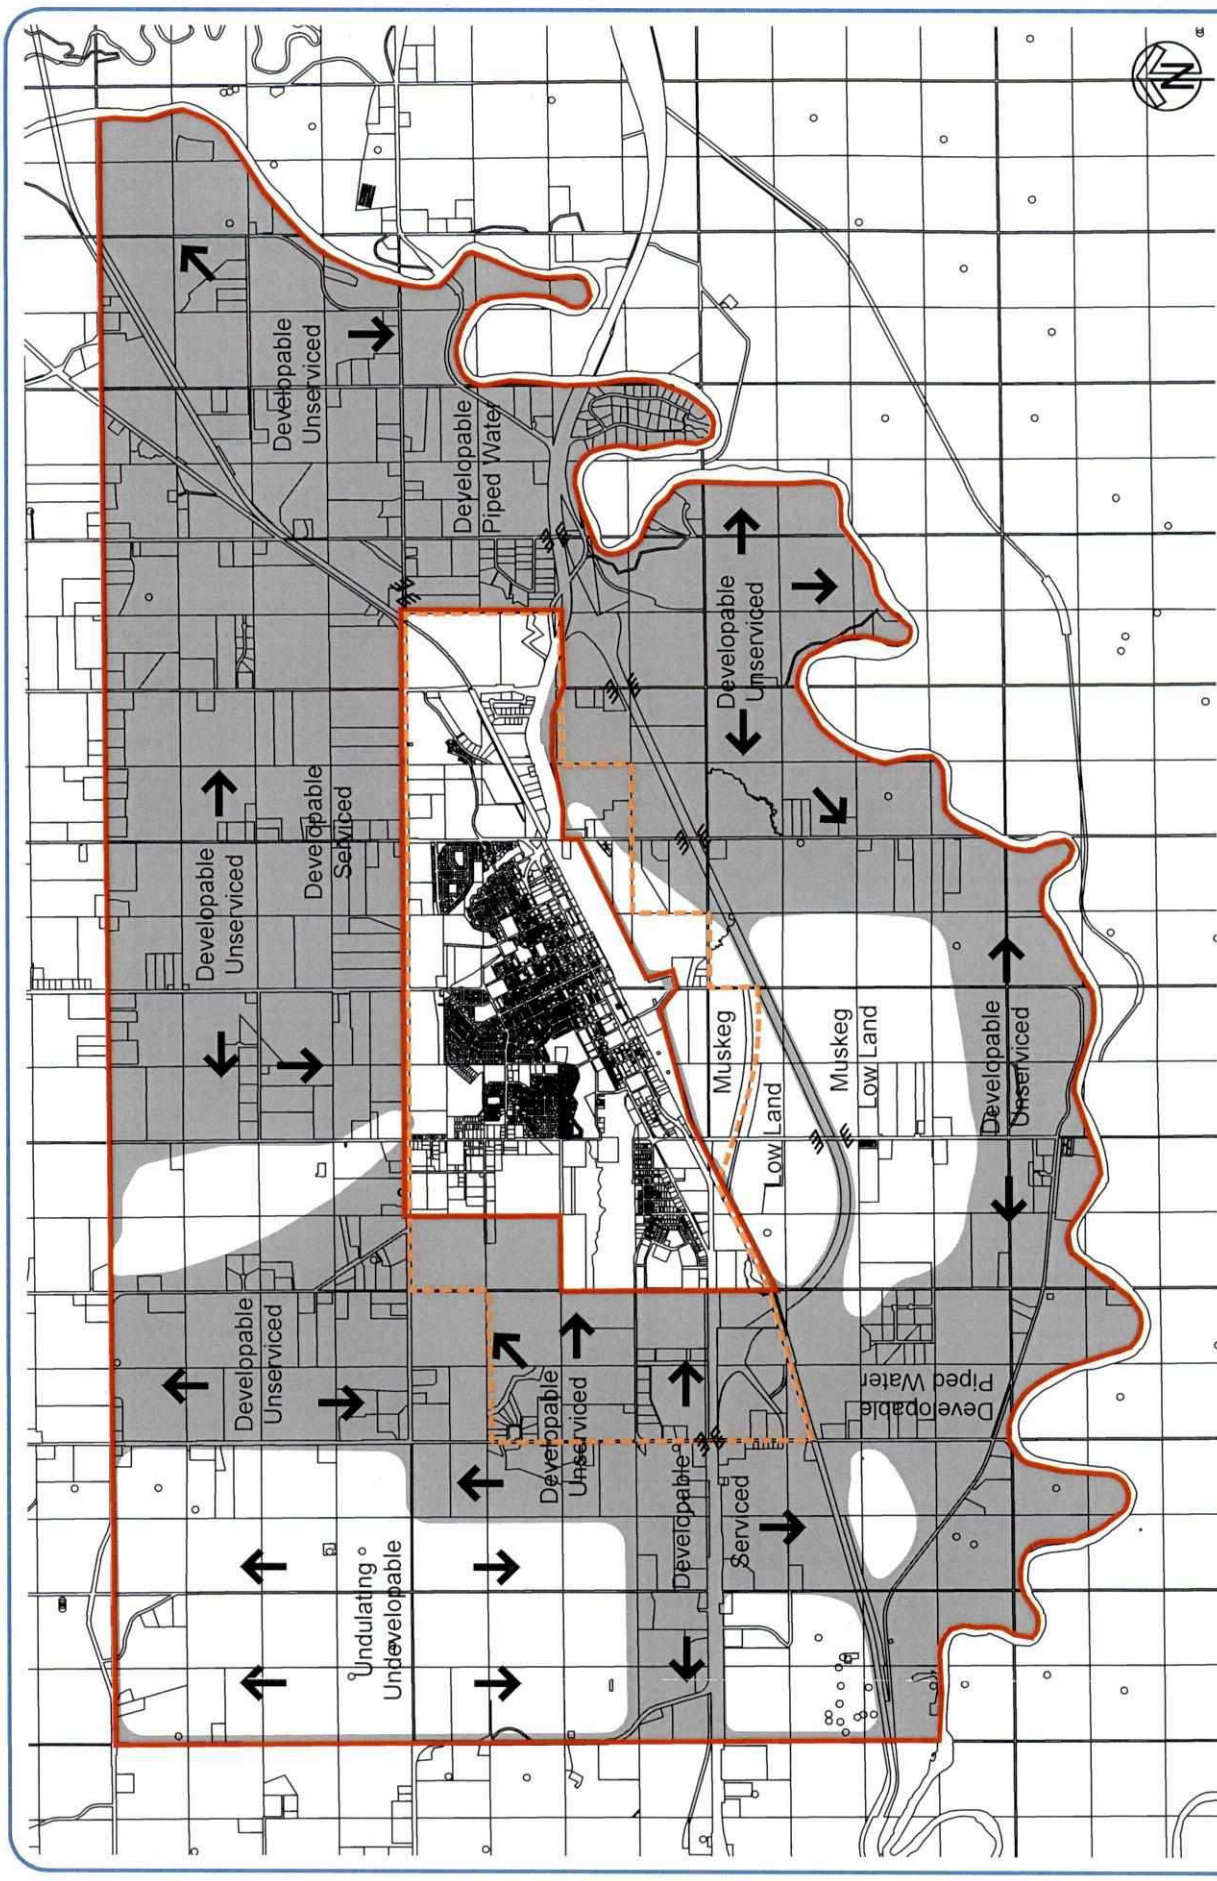 N
Developable
Unserviced
Developable
Piped Water
Developable
Unserviced
Developable
Serviced
Developable
Unserviced
Muskeg
Low Land
Muskeg
Low Land
Developable
Unserviced
Developable
Unserviced
Developable
Piped Water
Developable
Unserviced
Developable
Serviced
Undulating
Undevelopable